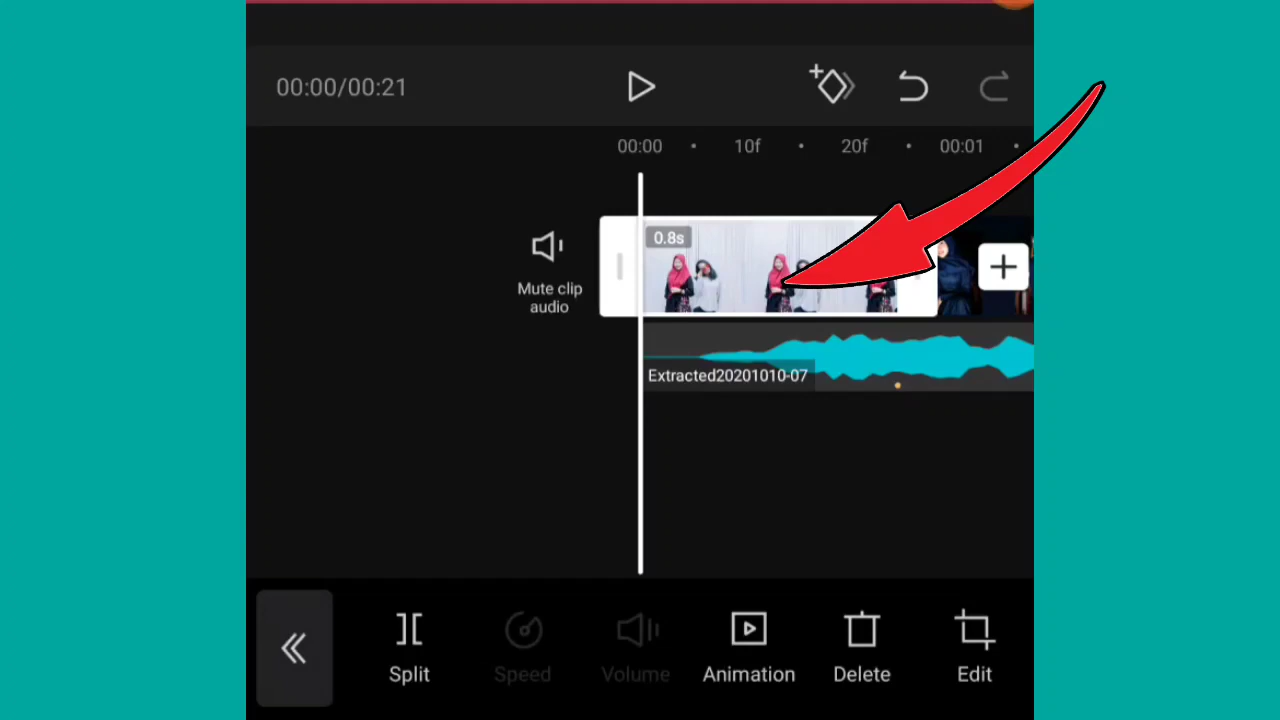 00:00/00:21
00:00 10f 20f 00:01
0.8s
Mute clip
audio
Extracted20201010-07
Split Speed Volume Animation Delete Edit